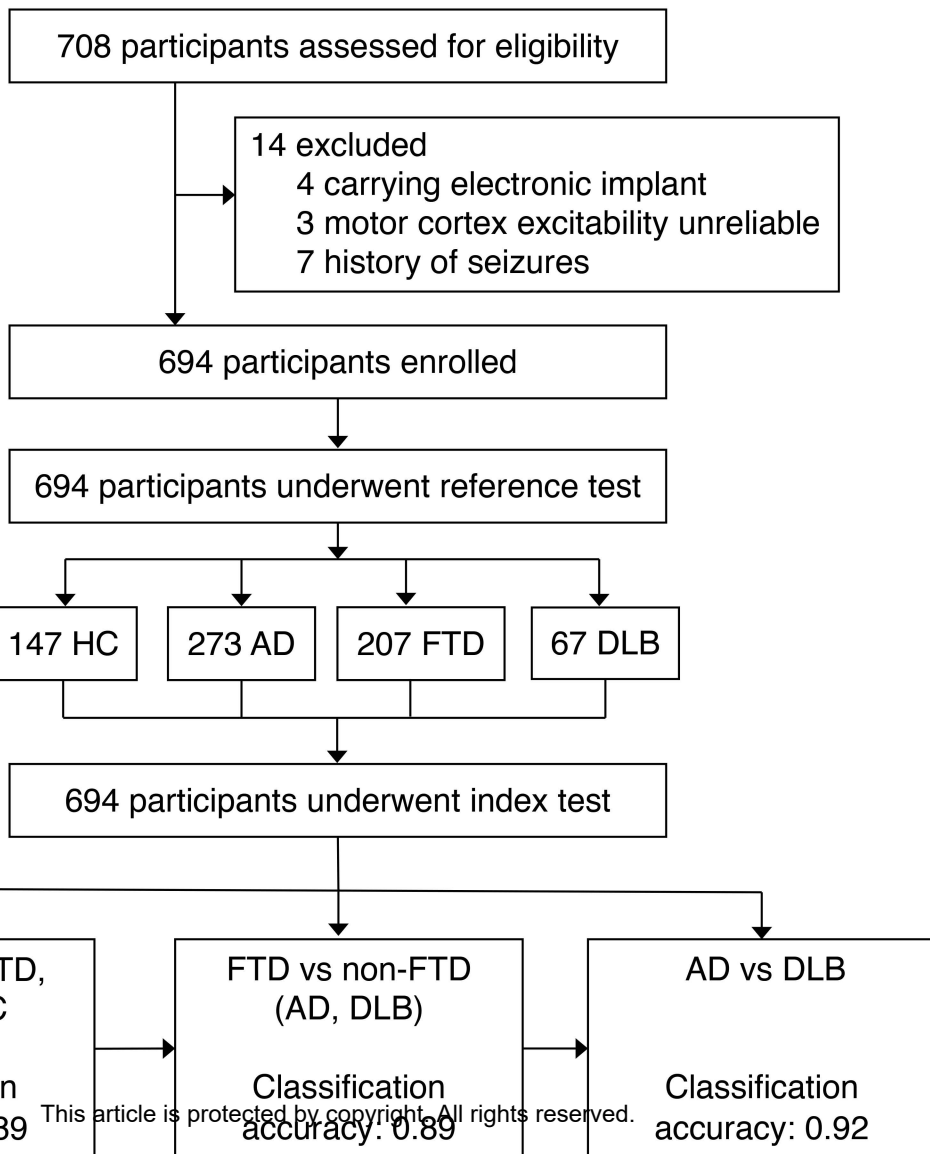 708 participants assessed for eligibility
14 excluded
4 carrying electronic implant
3 motor cortex excitability unreliable
7 history of seizures
694 participants enrolled
694 participants underwent reference test
147 HC
273 AD
207 FTD
67 DLB
694 participants underwent index test
TD,
FTD vs non-FTD
(AD, DLB)
Classification
accuracy: 0.89
AD vs DLB
Classification
accuracy: 0.92
This article is protected by copyright. All rights reserved.